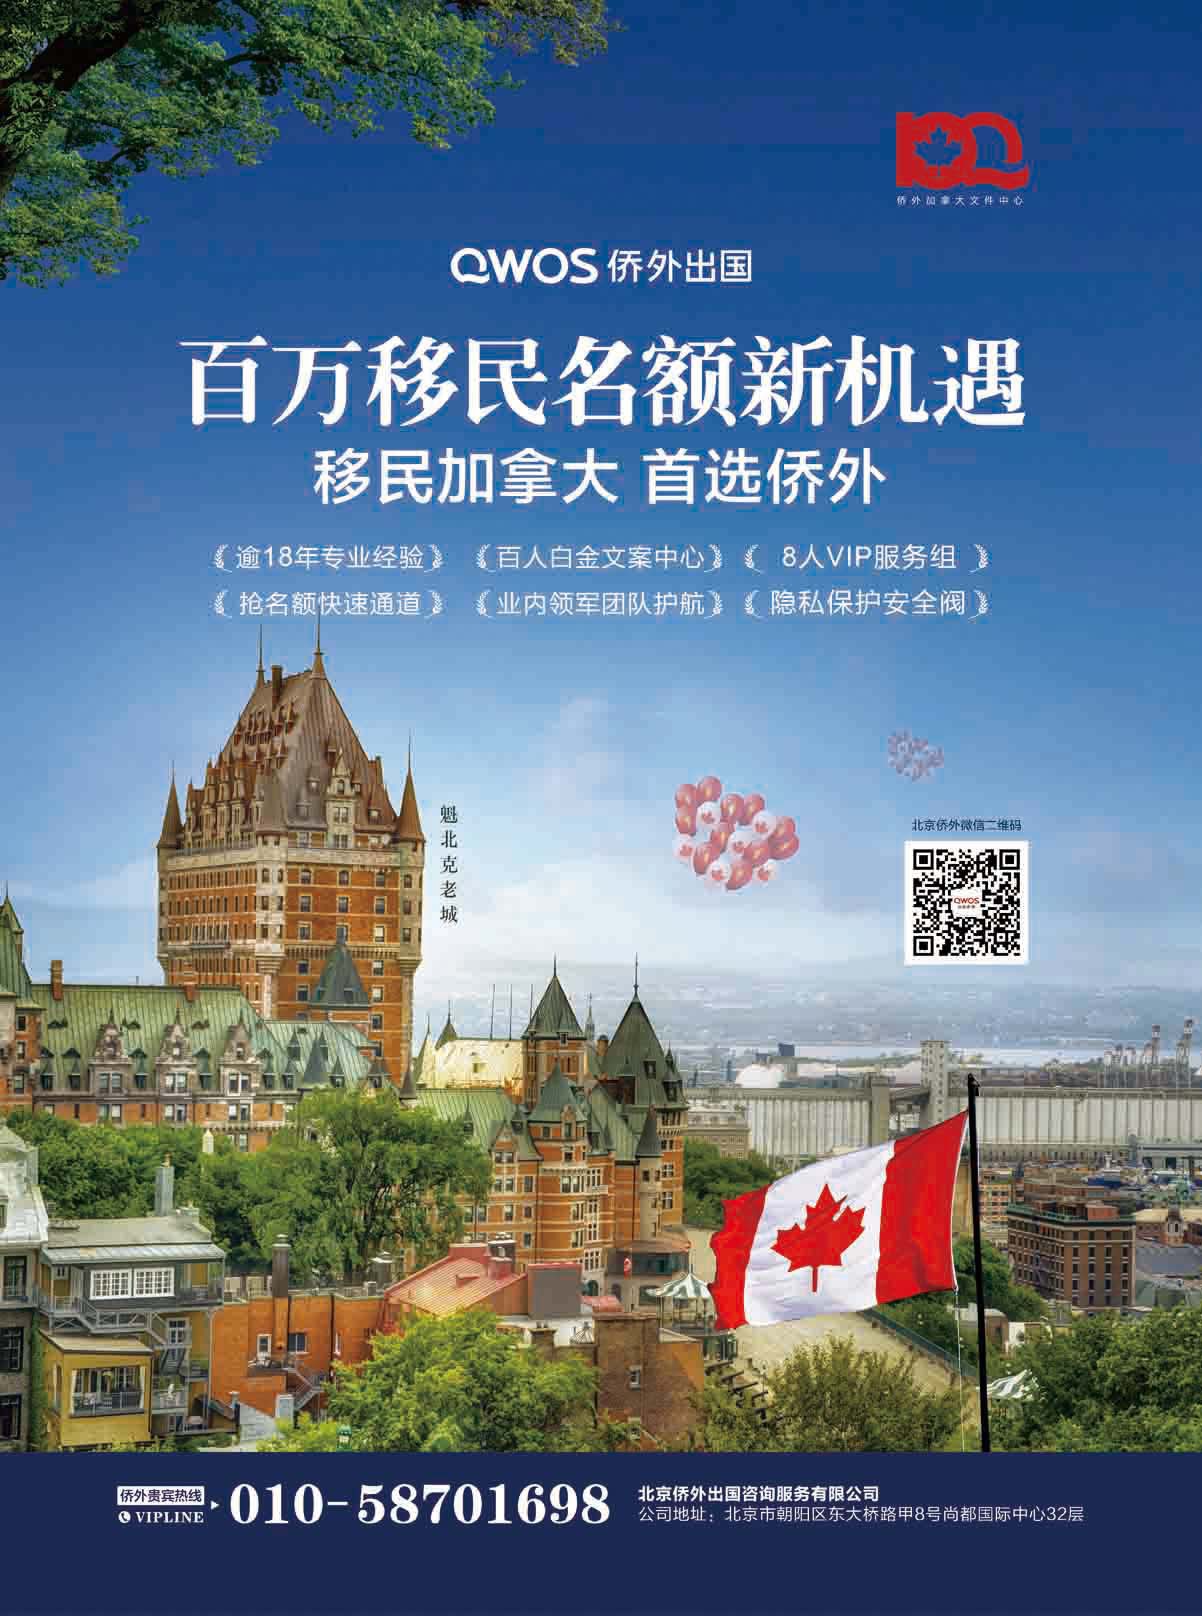 侨外加拿大文件中心
QWOS 侨外出国
百万移民名额新机遇
移民加拿大 首选侨外
逾18年专业经验 百人白金文案中心 8人VIP服务组
抢名额快速通道 业内领军团队护航 隐私保护安全阀
魁北克老城
北京侨外微信二维码
QWOS
侨外贵宾热线
VIPLINE
010-58701698
北京侨外出国咨询服务有限公司
公司地址：北京市朝阳区东大桥路甲8号尚都国际中心32层